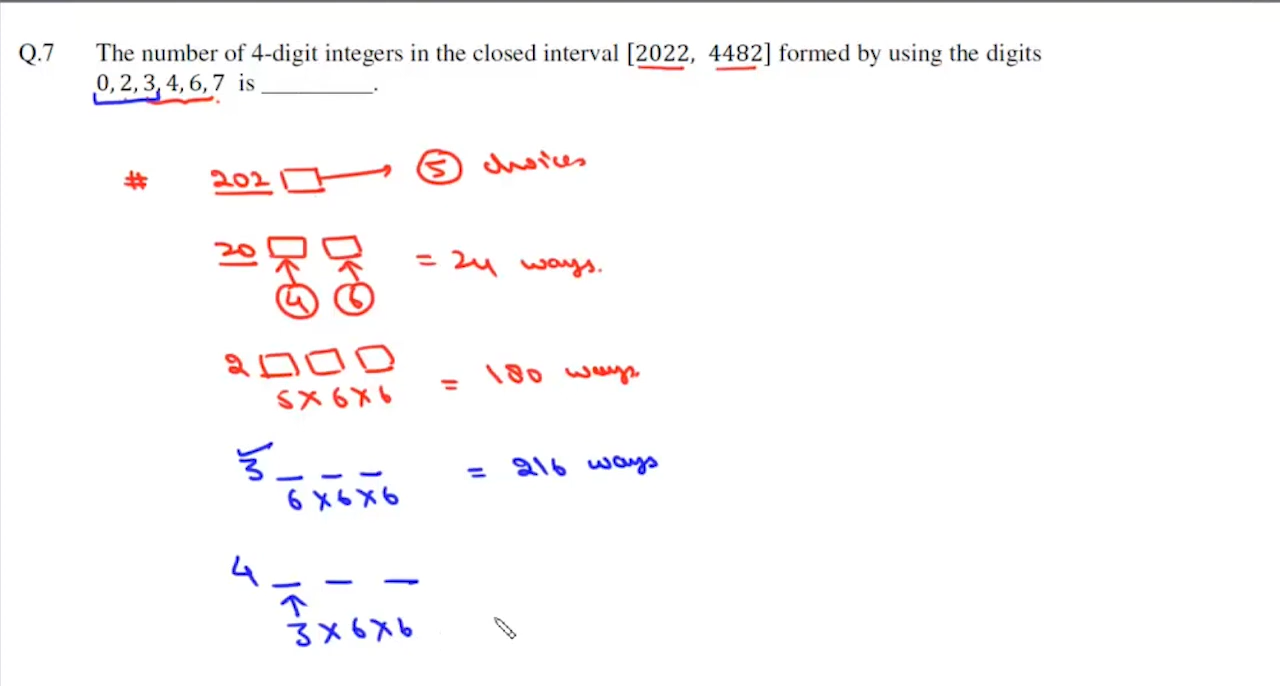 Q.7 The number of 4-digit integers in the closed interval [2022, 4482] formed by using the digits
0, 2, 3, 4, 6, 7 is __________.
# 202 □ → 5 choices
20 □ □ = 24 ways.
4 6
2 □ □ □ = 180 ways.
5 × 6 × 6
3 _ _ _ = 216 ways
6 × 6 × 6
4 _ _ _
3 × 6 × 6